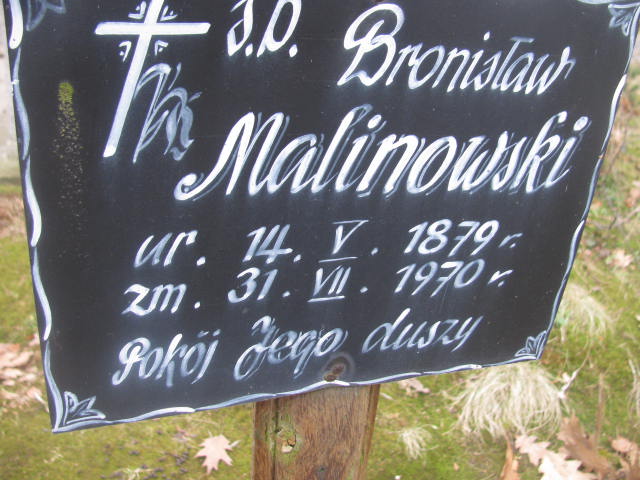 Ś.P.
Bronisław
Malinowski
ur. 14. V. 1879 r.
zm. 31. VII. 1970 r.
Pokój Jego duszy